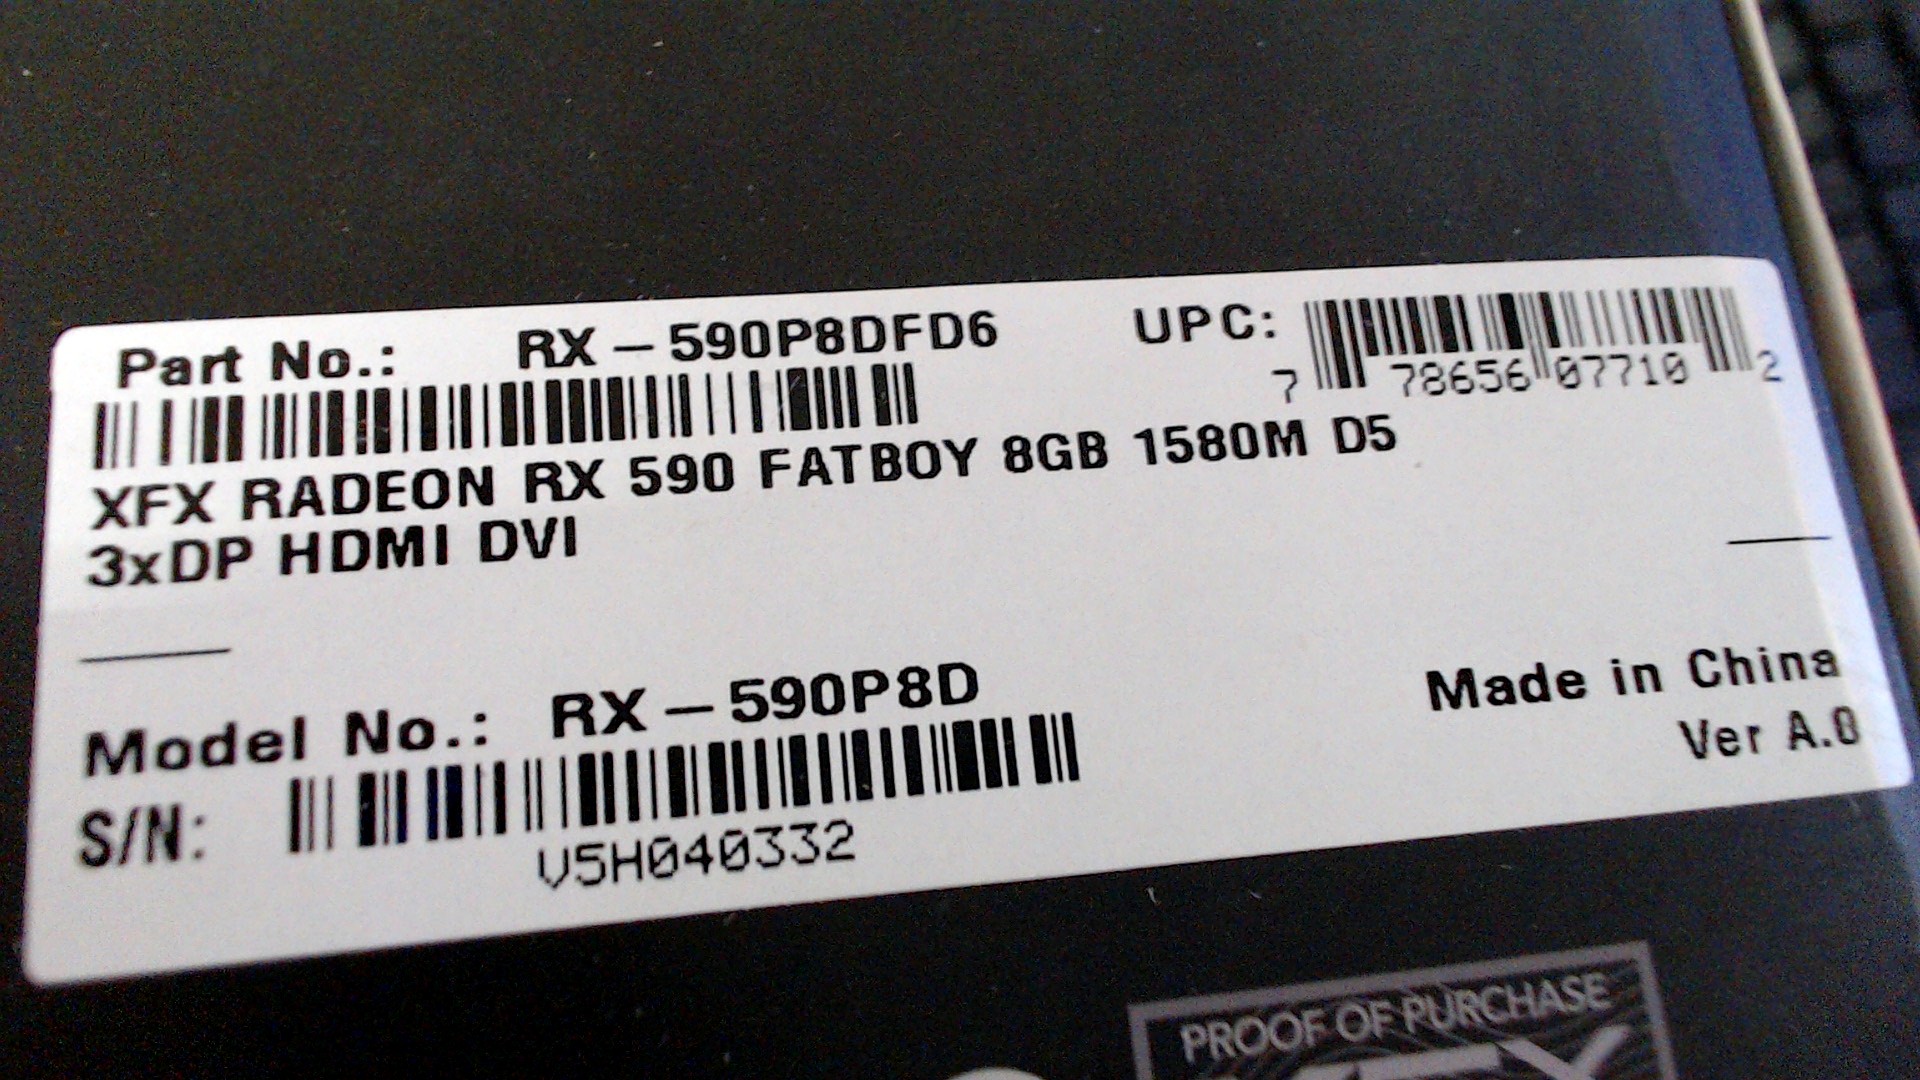 Part No.: RX-590P8DFD6 UPC: 7 78656 07710 2
XFX RADEON RX 590 FATBOY 8GB 1580M D5
3xDP HDMI DVI
Model No.: RX-590P8D
Made in China
Ver A.0
S/N:
V5H040332
PROOF OF PURCHASE